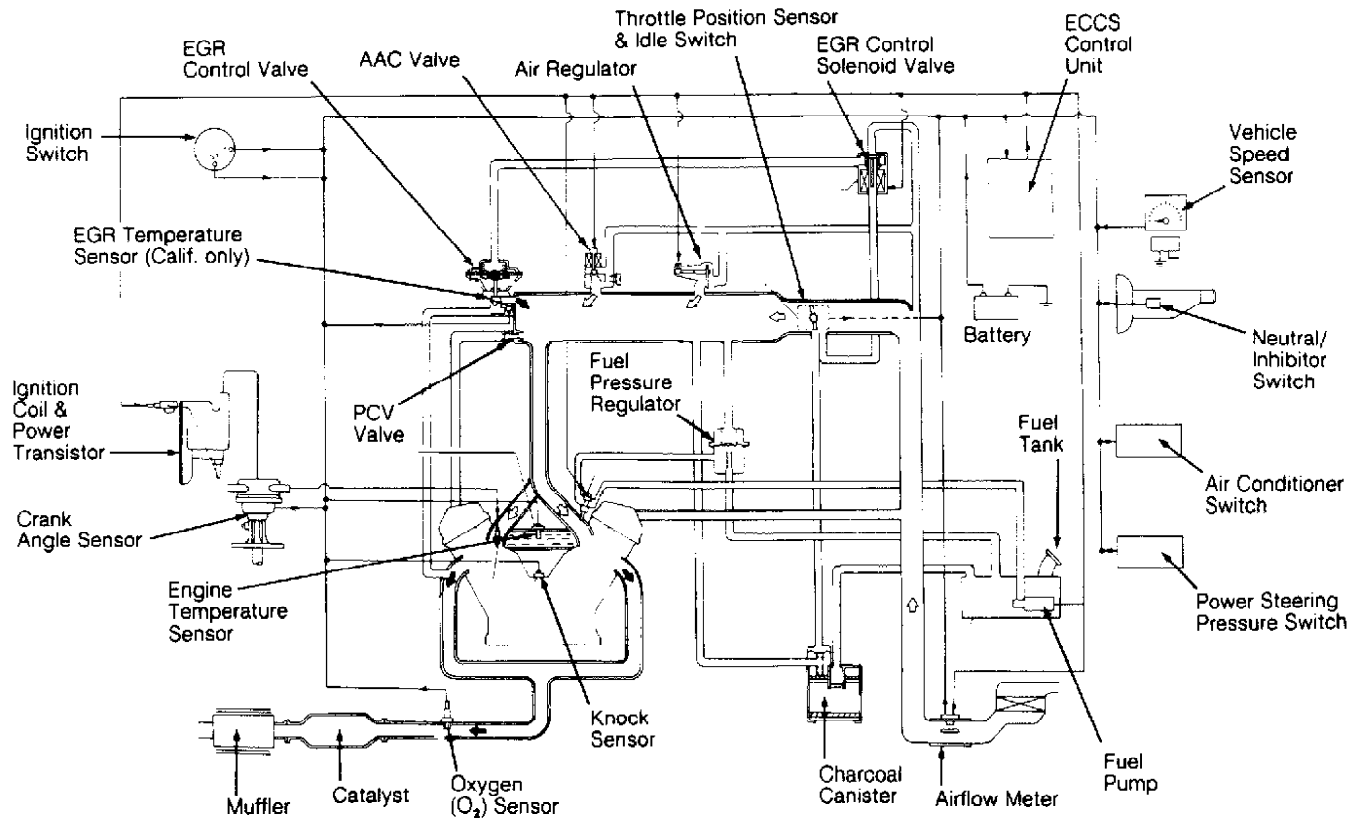 Throttle Position Sensor
& Idle Switch
EGR
Control Valve
AAC Valve
Air Regulator
EGR Control
Solenoid Valve
ECCS
Control
Unit
Ignition
Switch
Vehicle
Speed
Sensor
EGR Temperature
Sensor (Calif. only)
Battery
Neutral/
Inhibitor
Switch
Fuel
Pressure
Regulator
Ignition
Coil &
Power
Transistor
PCV
Valve
Fuel
Tank
Air Conditioner
Switch
Crank
Angle Sensor
Engine
Temperature
Sensor
Power Steering
Pressure Switch
Knock
Sensor
Muffler
Catalyst
Oxygen
(O₂) Sensor
Charcoal
Canister
Airflow Meter
Fuel
Pump